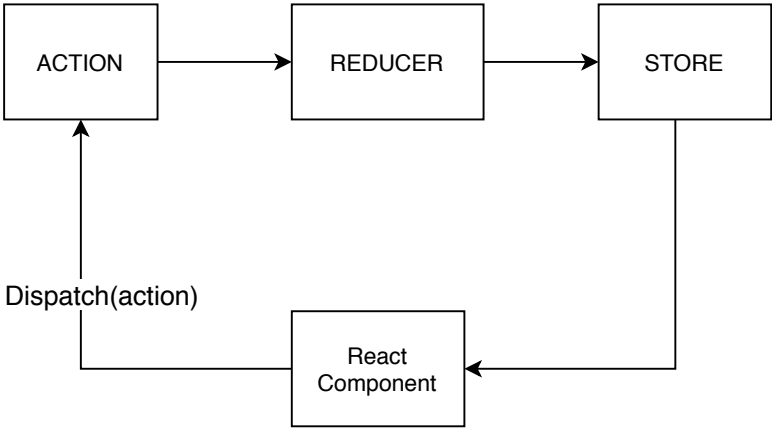 ACTION
REDUCER
STORE
Dispatch(action)
React
Component